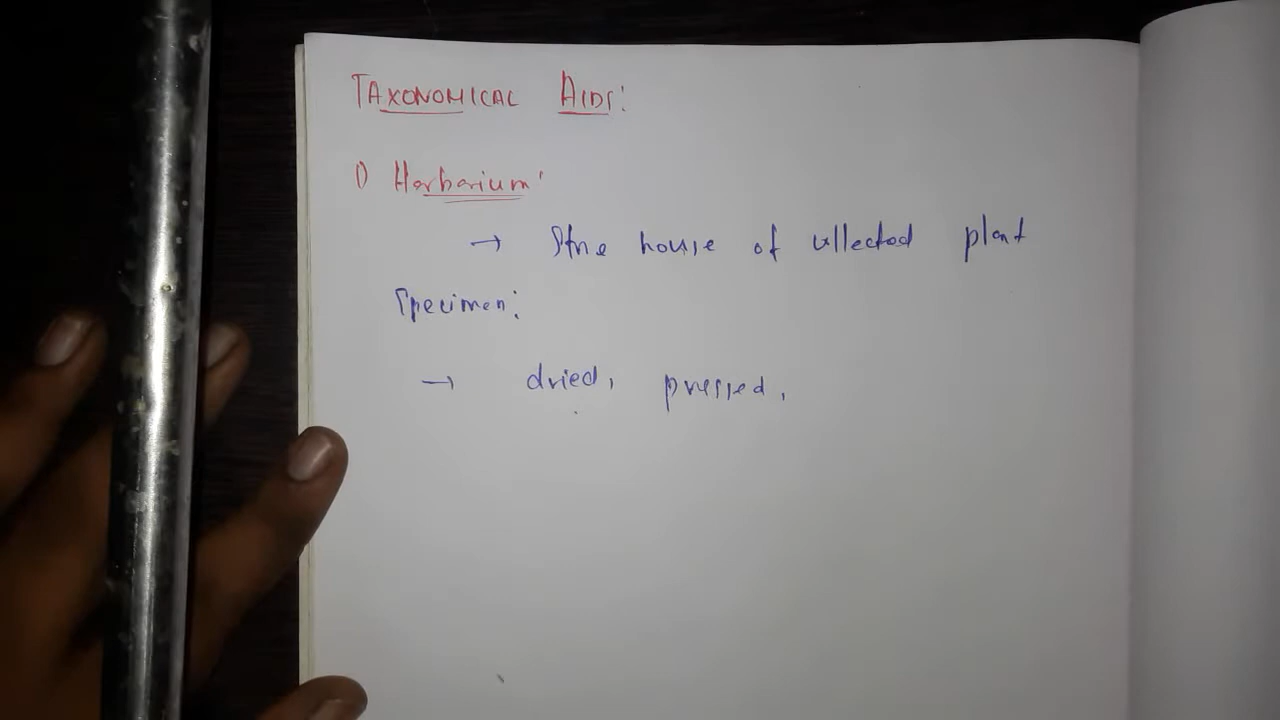 TAXONOMICAL AIDS:
1) Herbarium:
→ Store house of collected plant
Specimen:
→ dried, pressed,